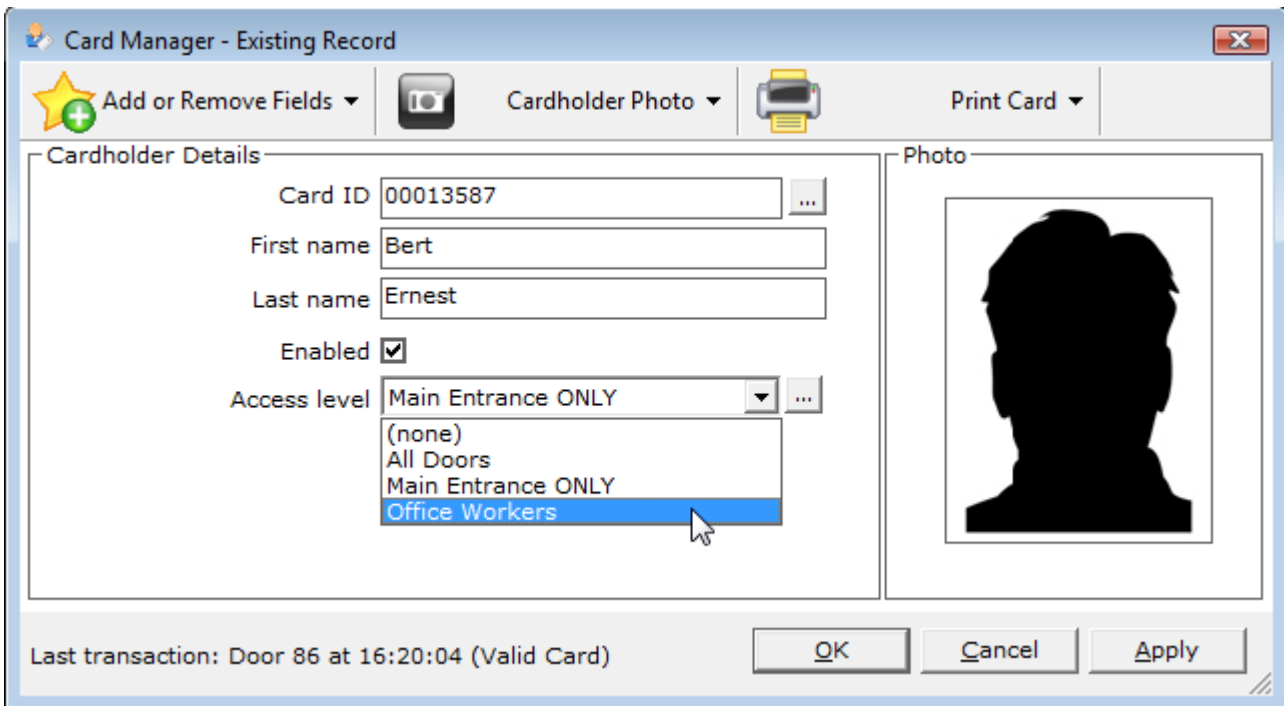 Card Manager - Existing Record
Add or Remove Fields Cardholder Photo Print Card
Cardholder Details
Photo
Card ID 00013587 ...
First name Bert
Last name Ernest
Enabled
Access level Main Entrance ONLY ...
(none)
All Doors
Main Entrance ONLY
Office Workers
Last transaction: Door 86 at 16:20:04 (Valid Card) OK Cancel Apply